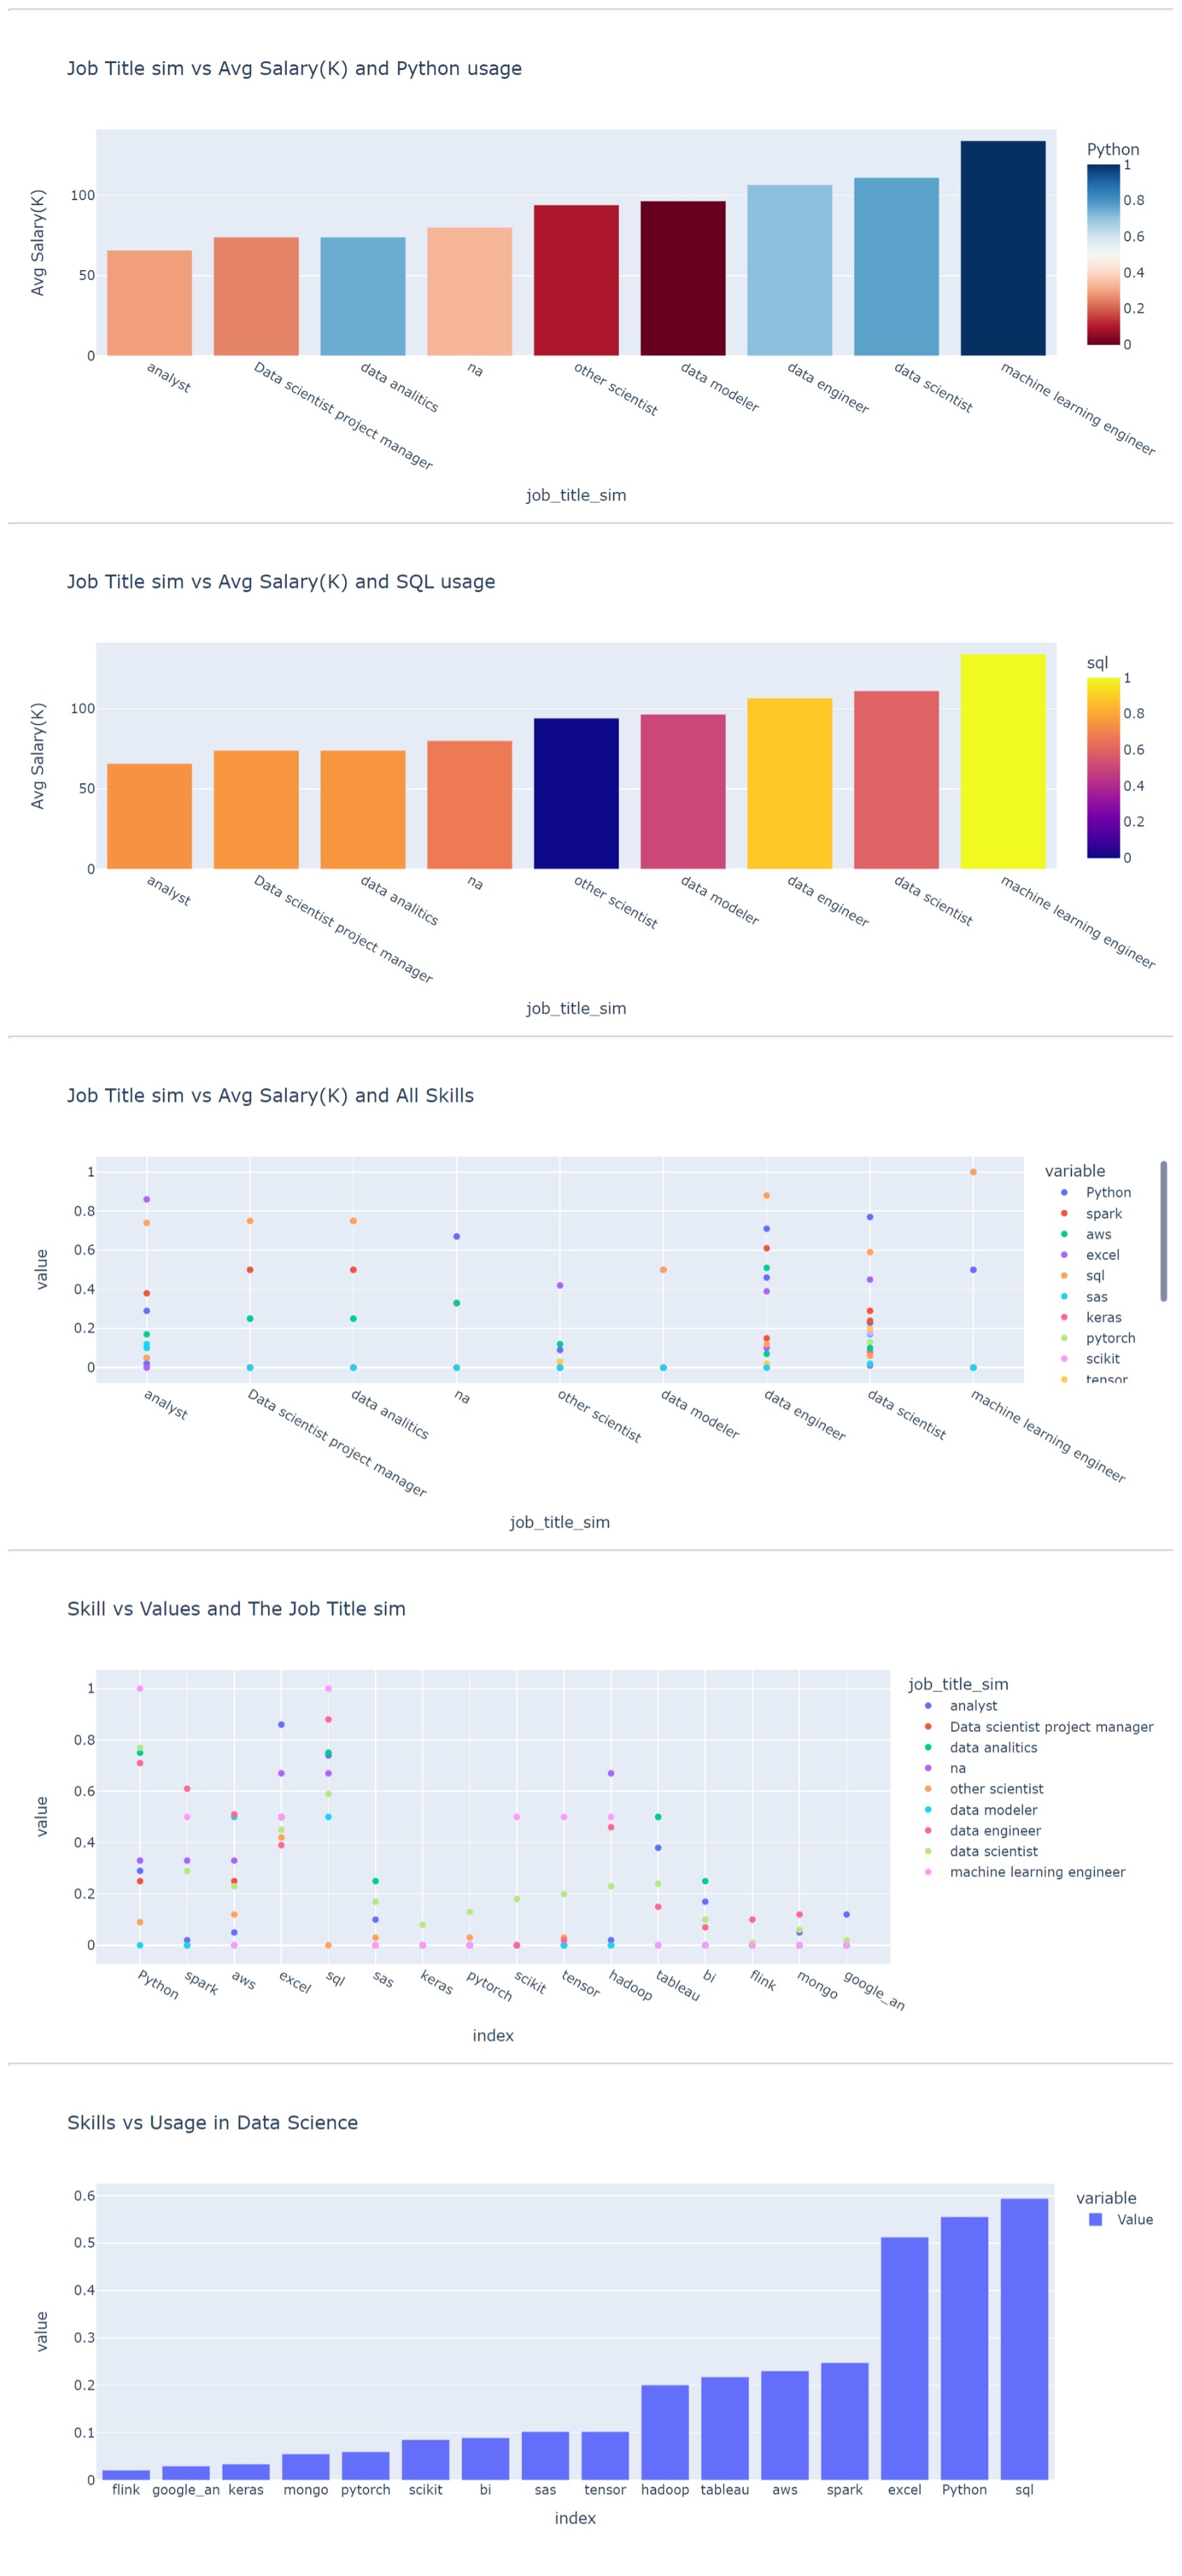 Job Title sim vs Avg Salary(K) and Python usage
Python
1
0.8
0.6
0.4
0.2
0
Avg Salary(K)
100
50
0
analyst
Data scientist project manager
data analitics
na
other scientist
data modeler
data engineer
data scientist
machine learning engineer
job_title_sim
Job Title sim vs Avg Salary(K) and SQL usage
sql
1
0.8
0.6
0.4
0.2
0
Avg Salary(K)
100
50
0
analyst
Data scientist project manager
data analitics
na
other scientist
data modeler
data engineer
data scientist
machine learning engineer
job_title_sim
Job Title sim vs Avg Salary(K) and All Skills
value
1
0.8
0.6
0.4
0.2
0
variable
Python
spark
aws
excel
sql
sas
keras
pytorch
scikit
tensor
analyst
Data scientist project manager
data analitics
na
other scientist
data modeler
data engineer
data scientist
machine learning engineer
job_title_sim
Skill vs Values and The Job Title sim
value
1
0.8
0.6
0.4
0.2
0
job_title_sim
analyst
Data scientist project manager
data analitics
na
other scientist
data modeler
data engineer
data scientist
machine learning engineer
Python
spark
aws
excel
sql
sas
keras
pytorch
scikit
tensor
hadoop
tableau
bi
flink
mongo
google_an
index
Skills vs Usage in Data Science
value
0.6
0.5
0.4
0.3
0.2
0.1
0
variable
Value
flink google_an keras mongo pytorch scikit bi sas tensor hadoop tableau aws spark excel Python sql
index